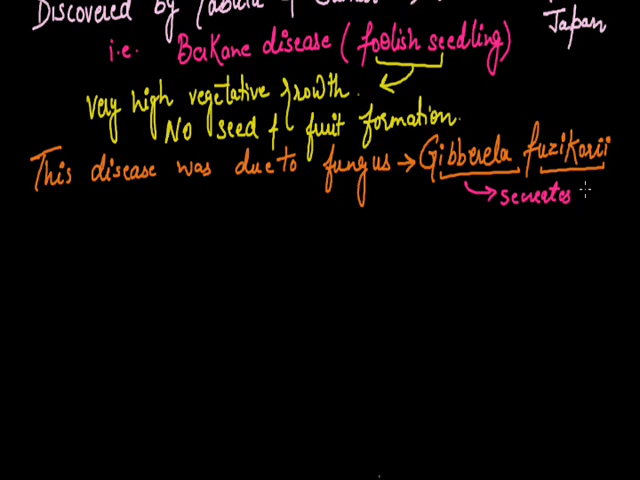 Discovered by
Japan
i.e. Bakane disease (foolish seedling)
Very high vegetative growth.
No seed & fruit formation.
This disease was due to fungus → Gibberela fuzikorii
secretes